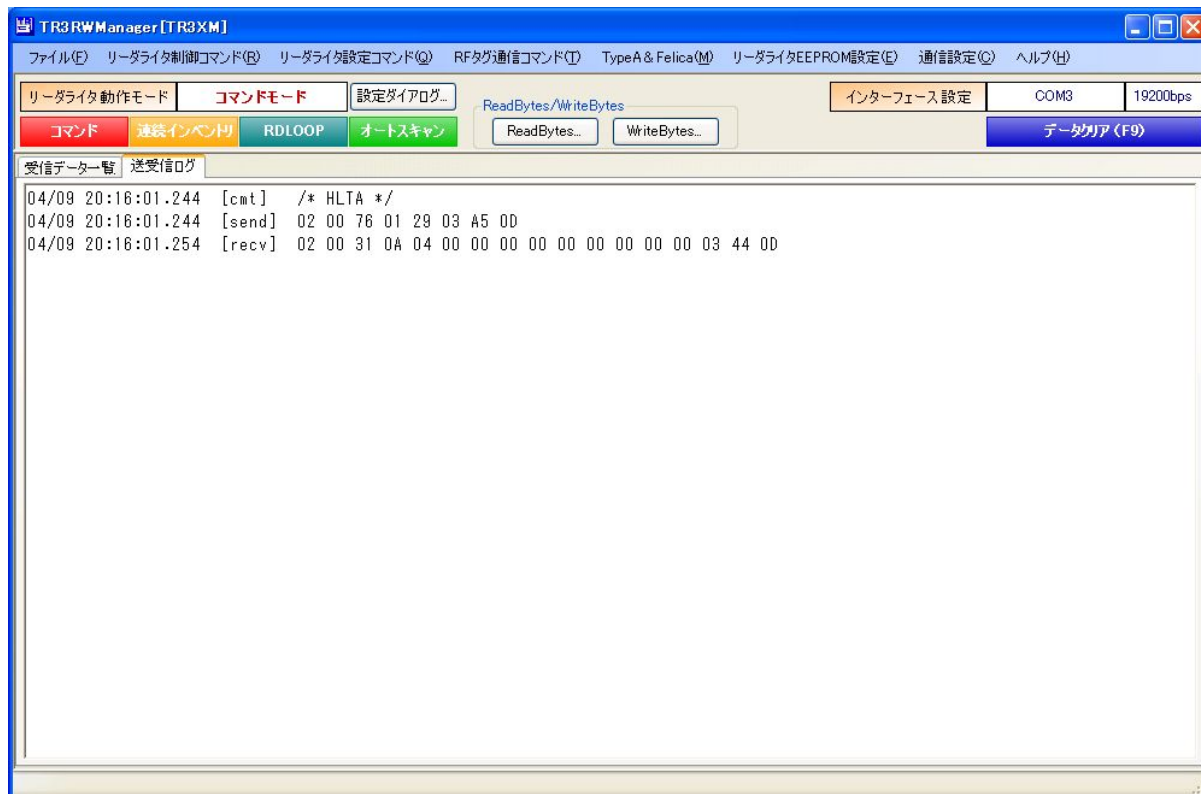 TR3RWManager[TR3XM]
ファイル(F) リーダライタ制御コマンド(R) リーダライタ設定コマンド(Q) RFタグ通信コマンド(T) TypeA＆Felica(M) リーダライタEEPROM設定(E) 通信設定(C) ヘルプ(H)
リーダライタ動作モード コマンドモード 設定ダイアログ... ReadBytes/WriteBytes インターフェース設定 COM3 19200bps
コマンド 連続インベントリ RDLOOP オートスキャン ReadBytes... WriteBytes... データクリア（F9）
受信データ一覧 送受信ログ
04/09 20:16:01.244 [cmt] /* HLTA */
04/09 20:16:01.244 [send] 02 00 76 01 29 03 A5 0D
04/09 20:16:01.254 [recv] 02 00 31 0A 04 00 00 00 00 00 00 00 00 00 03 44 0D